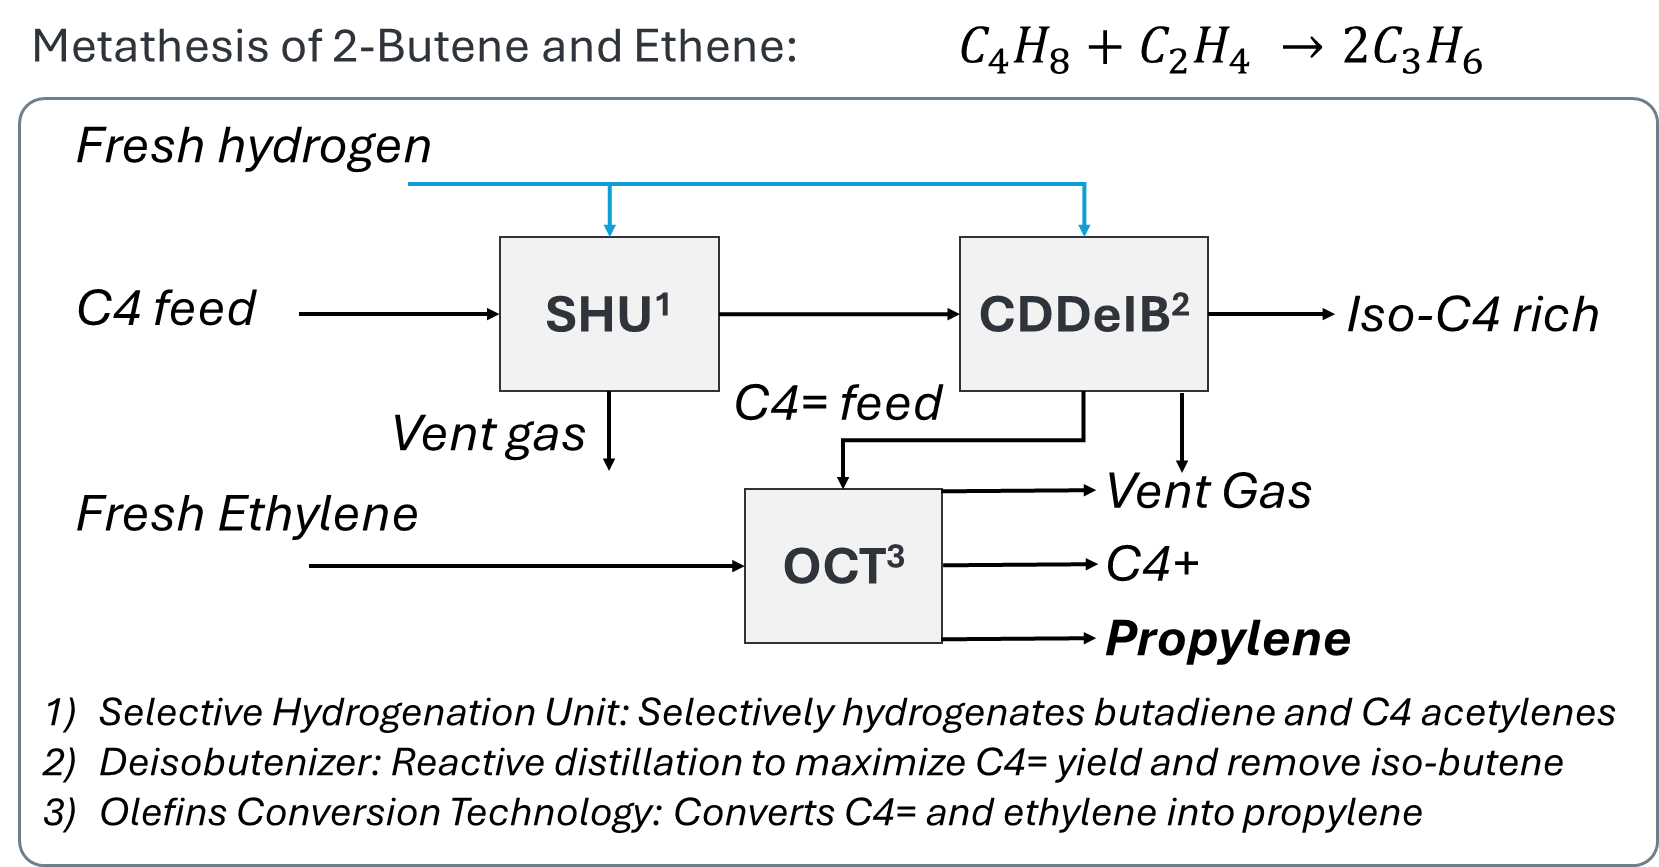 Metathesis of 2-Butene and Ethene: C₄H₈ + C₂H₄ → 2C₃H₆
Fresh hydrogen
C4 feed
SHU¹
CDDeIB²
Iso-C4 rich
Vent gas
C4= feed
Fresh Ethylene
OCT³
Vent Gas
C4+
Propylene
1) Selective Hydrogenation Unit: Selectively hydrogenates butadiene and C4 acetylenes
2) Deisobutenizer: Reactive distillation to maximize C4= yield and remove iso-butene
3) Olefins Conversion Technology: Converts C4= and ethylene into propylene